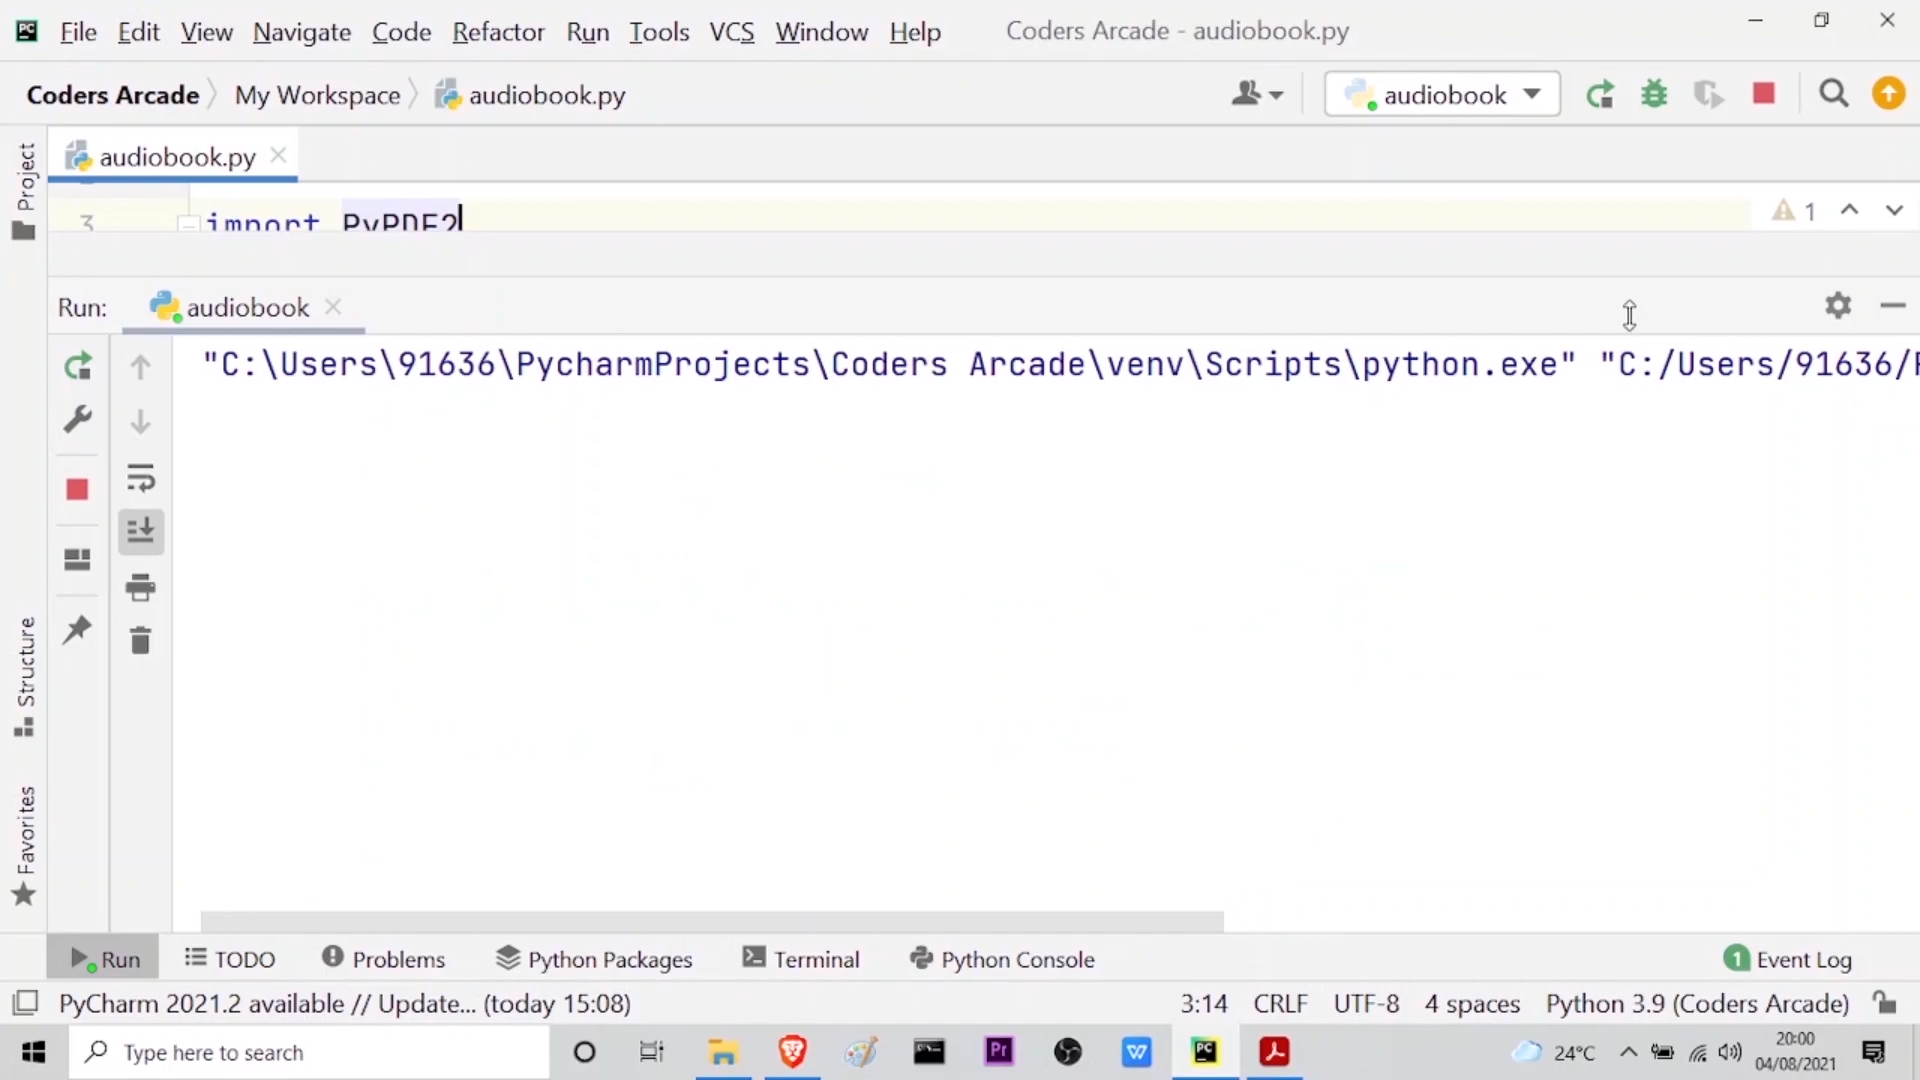 File Edit View Navigate Code Refactor Run Tools VCS Window Help Coders Arcade - audiobook.py
Coders Arcade My Workspace audiobook.py audiobook
Project
audiobook.py
3 import PyPDF2 1
Run: audiobook
"C:\Users\91636\PycharmProjects\Coders Arcade\venv\Scripts\python.exe" "C:/Users/91636/
Structure
Favorites
Run TODO Problems Python Packages Terminal Python Console 1 Event Log
PyCharm 2021.2 available // Update... (today 15:08) 3:14 CRLF UTF-8 4 spaces Python 3.9 (Coders Arcade)
Type here to search Pr W PC 24°C 20:00
04/08/2021